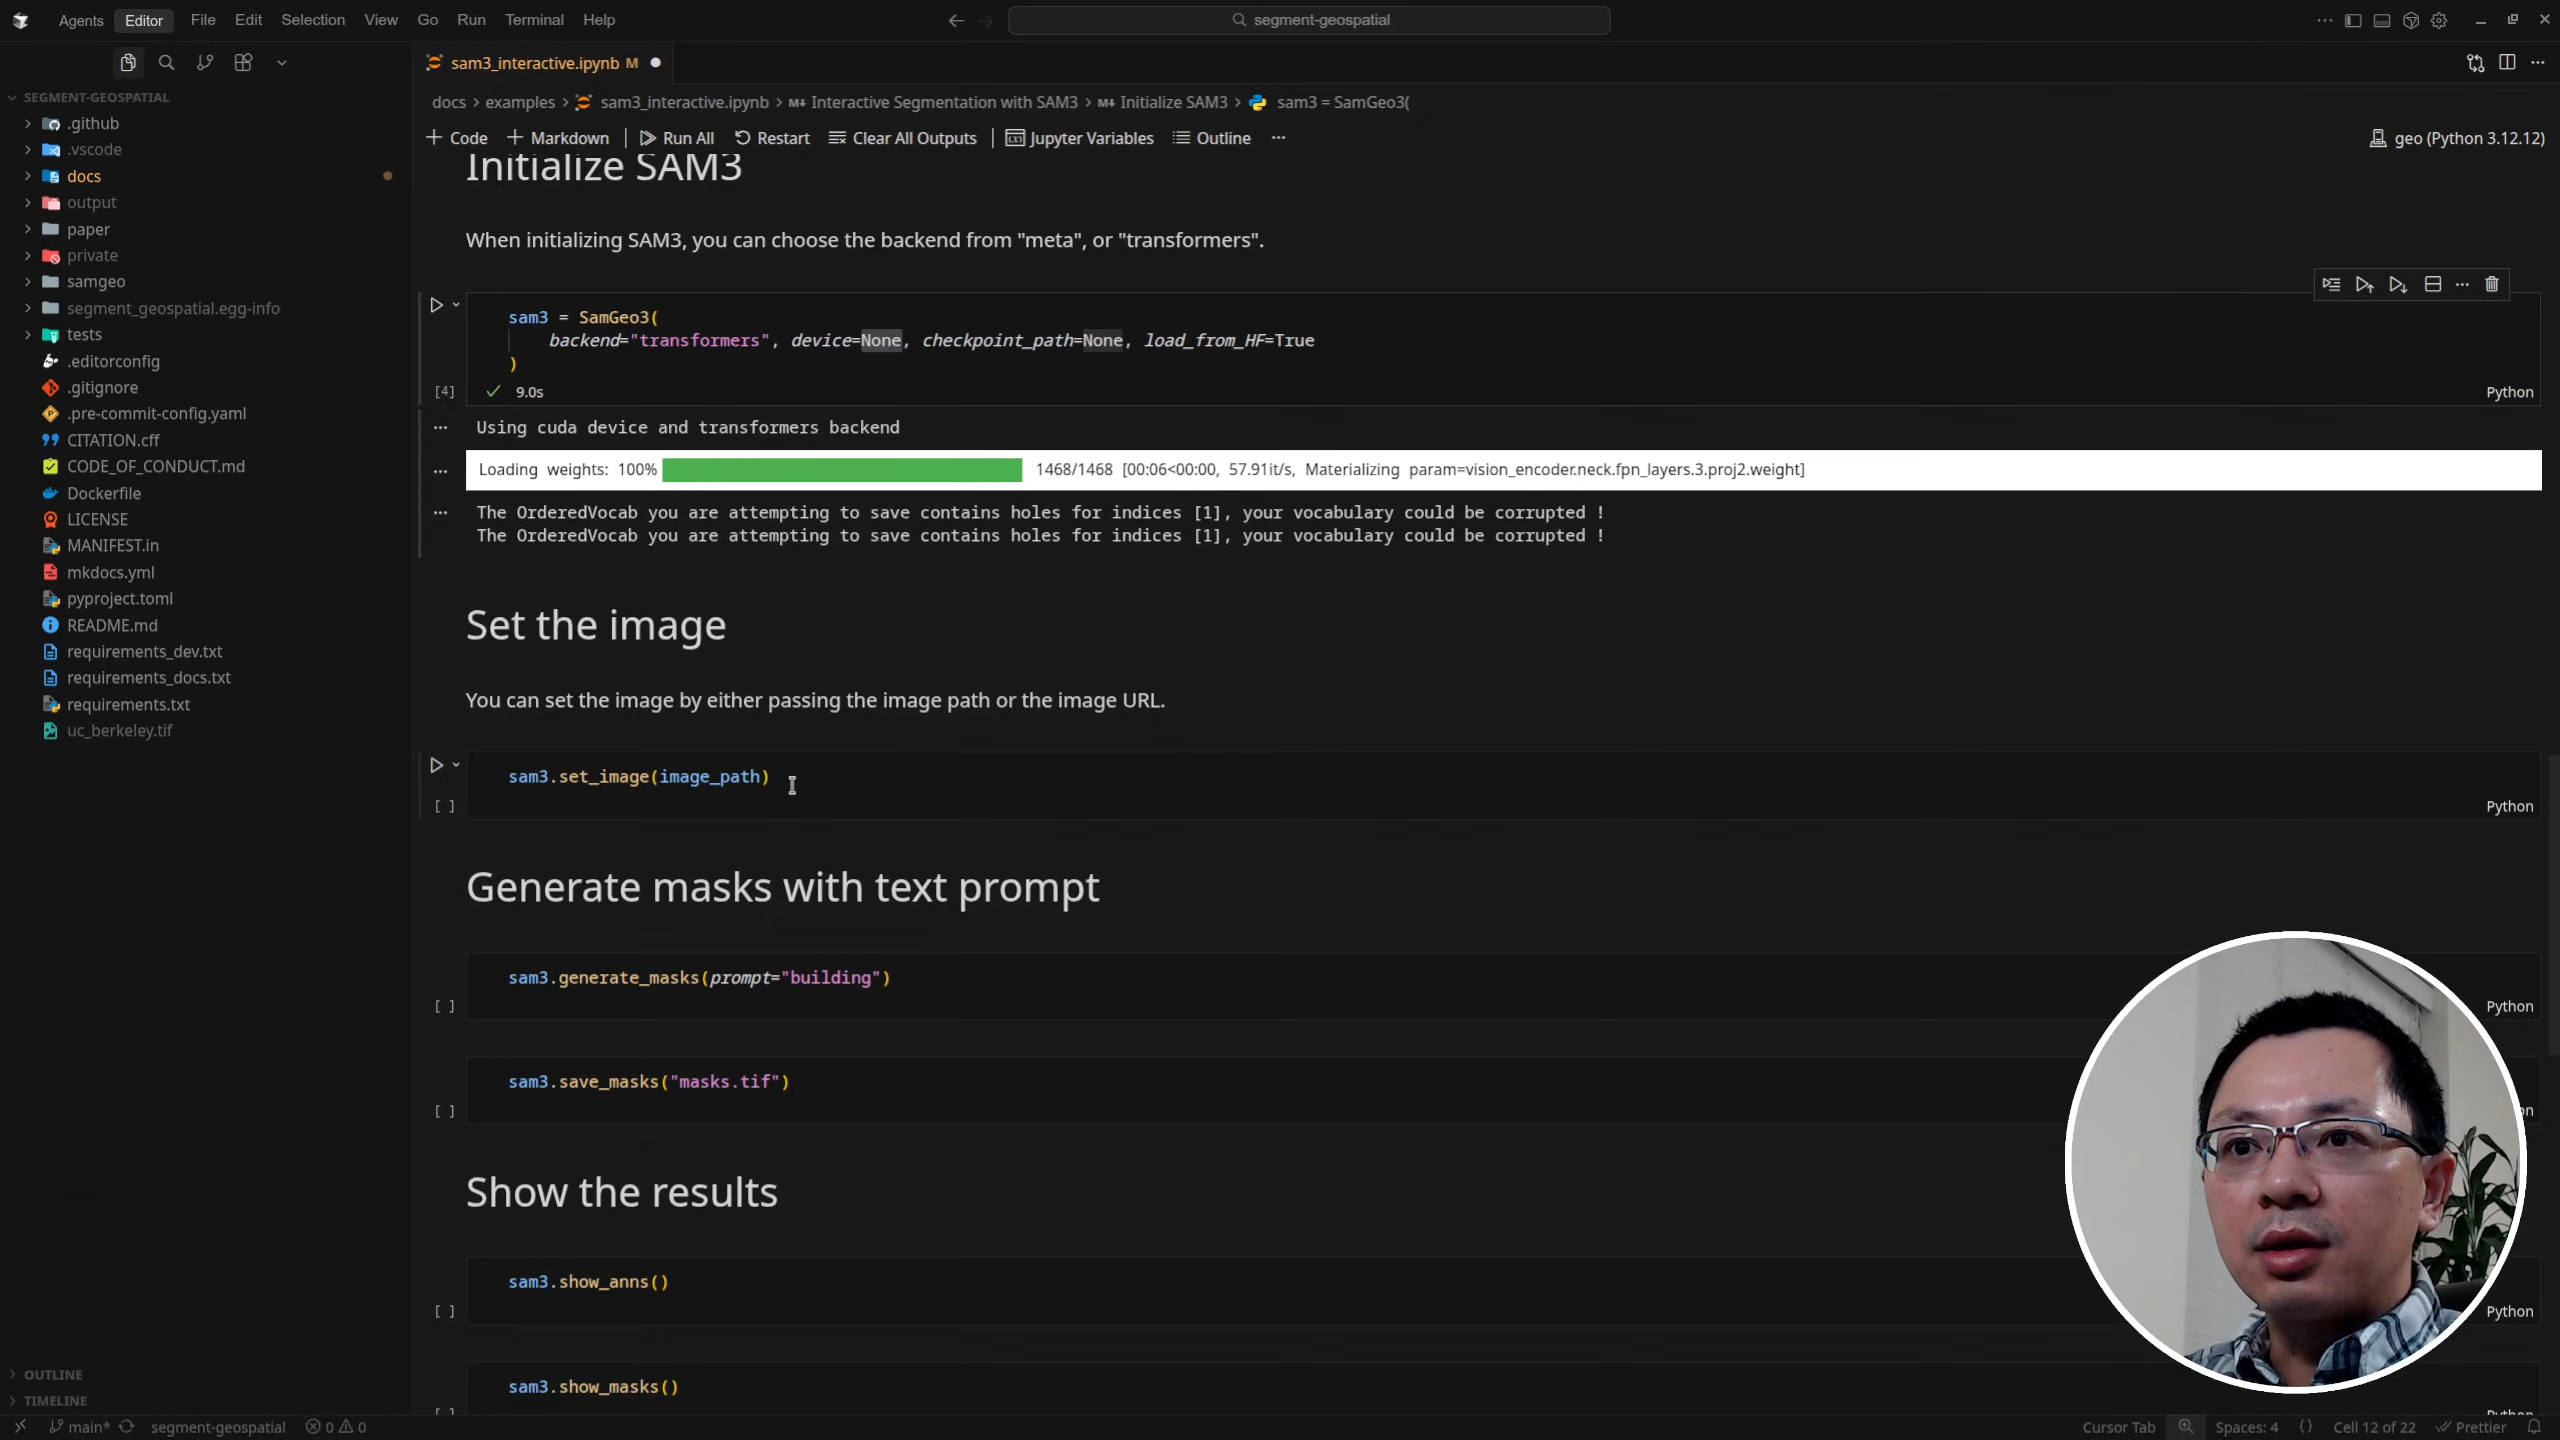 Agents Editor File Edit Selection View Go Run Terminal Help
segment-geospatial
sam3_interactive.ipynb M
SEGMENT-GEOSPATIAL
.github
.vscode
docs
output
paper
private
samgeo
segment_geospatial.egg-info
tests
.editorconfig
.gitignore
.pre-commit-config.yaml
CITATION.cff
CODE_OF_CONDUCT.md
Dockerfile
LICENSE
MANIFEST.in
mkdocs.yml
pyproject.toml
README.md
requirements_dev.txt
requirements_docs.txt
requirements.txt
uc_berkeley.tif
OUTLINE
TIMELINE
docs > examples > sam3_interactive.ipynb > M↓ Interactive Segmentation with SAM3 > M↓ Initialize SAM3 > sam3 = SamGeo3(
+ Code + Markdown | Run All Restart Clear All Outputs | Jupyter Variables Outline ...
geo (Python 3.12.12)
Initialize SAM3
When initializing SAM3, you can choose the backend from "meta", or "transformers".
sam3 = SamGeo3(
backend="transformers", device=None, checkpoint_path=None, load_from_HF=True
)
[4] 9.0s Python
Using cuda device and transformers backend
Loading weights: 100% 1468/1468 [00:06<00:00, 57.91it/s, Materializing param=vision_encoder.neck.fpn_layers.3.proj2.weight]
The OrderedVocab you are attempting to save contains holes for indices [1], your vocabulary could be corrupted !
The OrderedVocab you are attempting to save contains holes for indices [1], your vocabulary could be corrupted !
Set the image
You can set the image by either passing the image path or the image URL.
sam3.set_image(image_path)
[ ] Python
Generate masks with text prompt
sam3.generate_masks(prompt="building")
[ ] Python
sam3.save_masks("masks.tif")
[ ] on
Show the results
sam3.show_anns()
[ ] Python
sam3.show_masks()
main* segment-geospatial 0 0
Cursor Tab Spaces: 4 {} Cell 12 of 22 Prettier